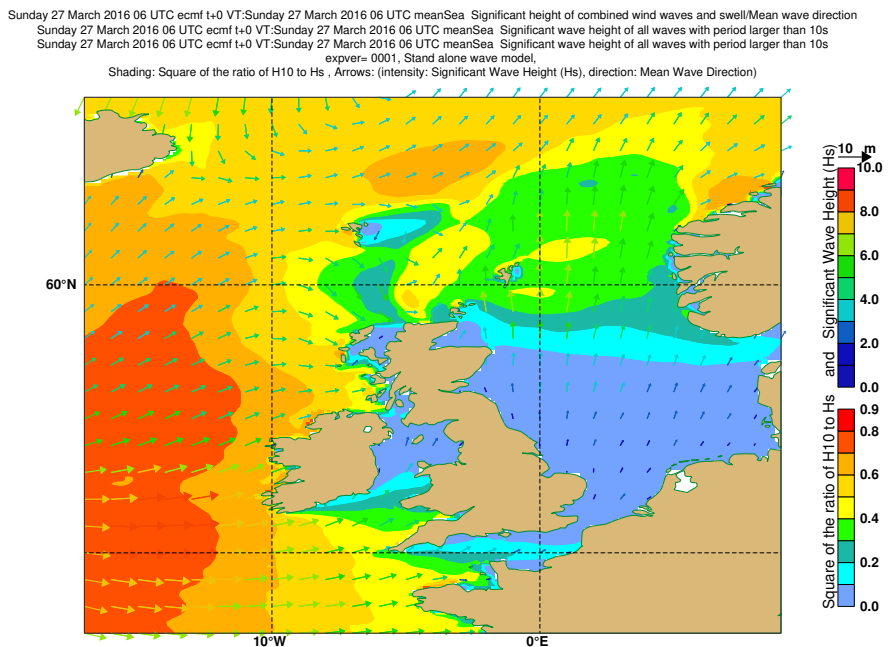 Sunday 27 March 2016 06 UTC ecmf t+0 VT:Sunday 27 March 2016 06 UTC meanSea Significant height of combined wind waves and swell/Mean wave direction
Sunday 27 March 2016 06 UTC ecmf t+0 VT:Sunday 27 March 2016 06 UTC meanSea Significant wave height of all waves with period larger than 10s
Sunday 27 March 2016 06 UTC ecmf t+0 VT:Sunday 27 March 2016 06 UTC meanSea Significant wave height of all waves with period larger than 10s
expver= 0001, Stand alone wave model,
Shading: Square of the ratio of H10 to Hs , Arrows: (intensity: Significant Wave Height (Hs), direction: Mean Wave Direction)
60°N
10°W
0°E
10 m
10.0
8.0
6.0
4.0
2.0
0.0
and Significant Wave Height (Hs)
0.9
0.8
0.6
0.4
0.2
0.0
Square of the ratio of H10 to Hs